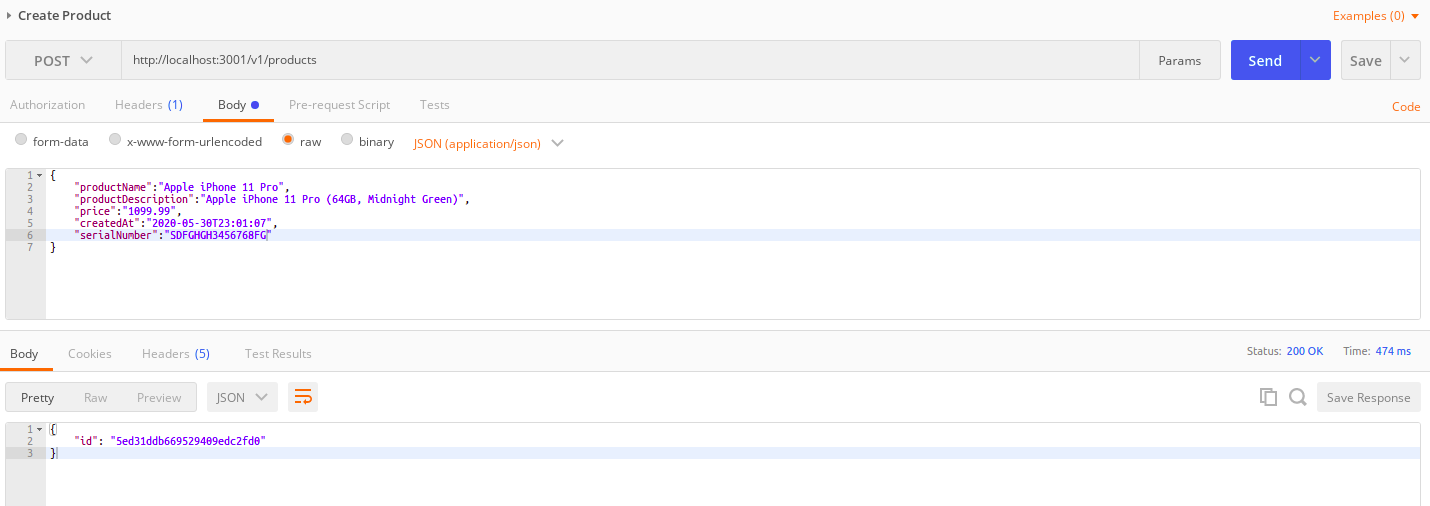 Create Product Examples (0)
POST http://localhost:3001/v1/products Params Send Save
Authorization Headers (1) Body Pre-request Script Tests Code
form-data x-www-form-urlencoded raw binary JSON (application/json)
1 {
2 "productName":"Apple iPhone 11 Pro",
3 "productDescription":"Apple iPhone 11 Pro (64GB, Midnight Green)",
4 "price":"1099.99",
5 "createdAt":"2020-05-30T23:01:07",
6 "serialNumber":"SDFGHGH3456768FG"
7 }
Body Cookies Headers (5) Test Results Status: 200 OK Time: 474 ms
Pretty Raw Preview JSON Save Response
1 {
2 "id": "5ed31ddb669529409edc2fd0"
3 }